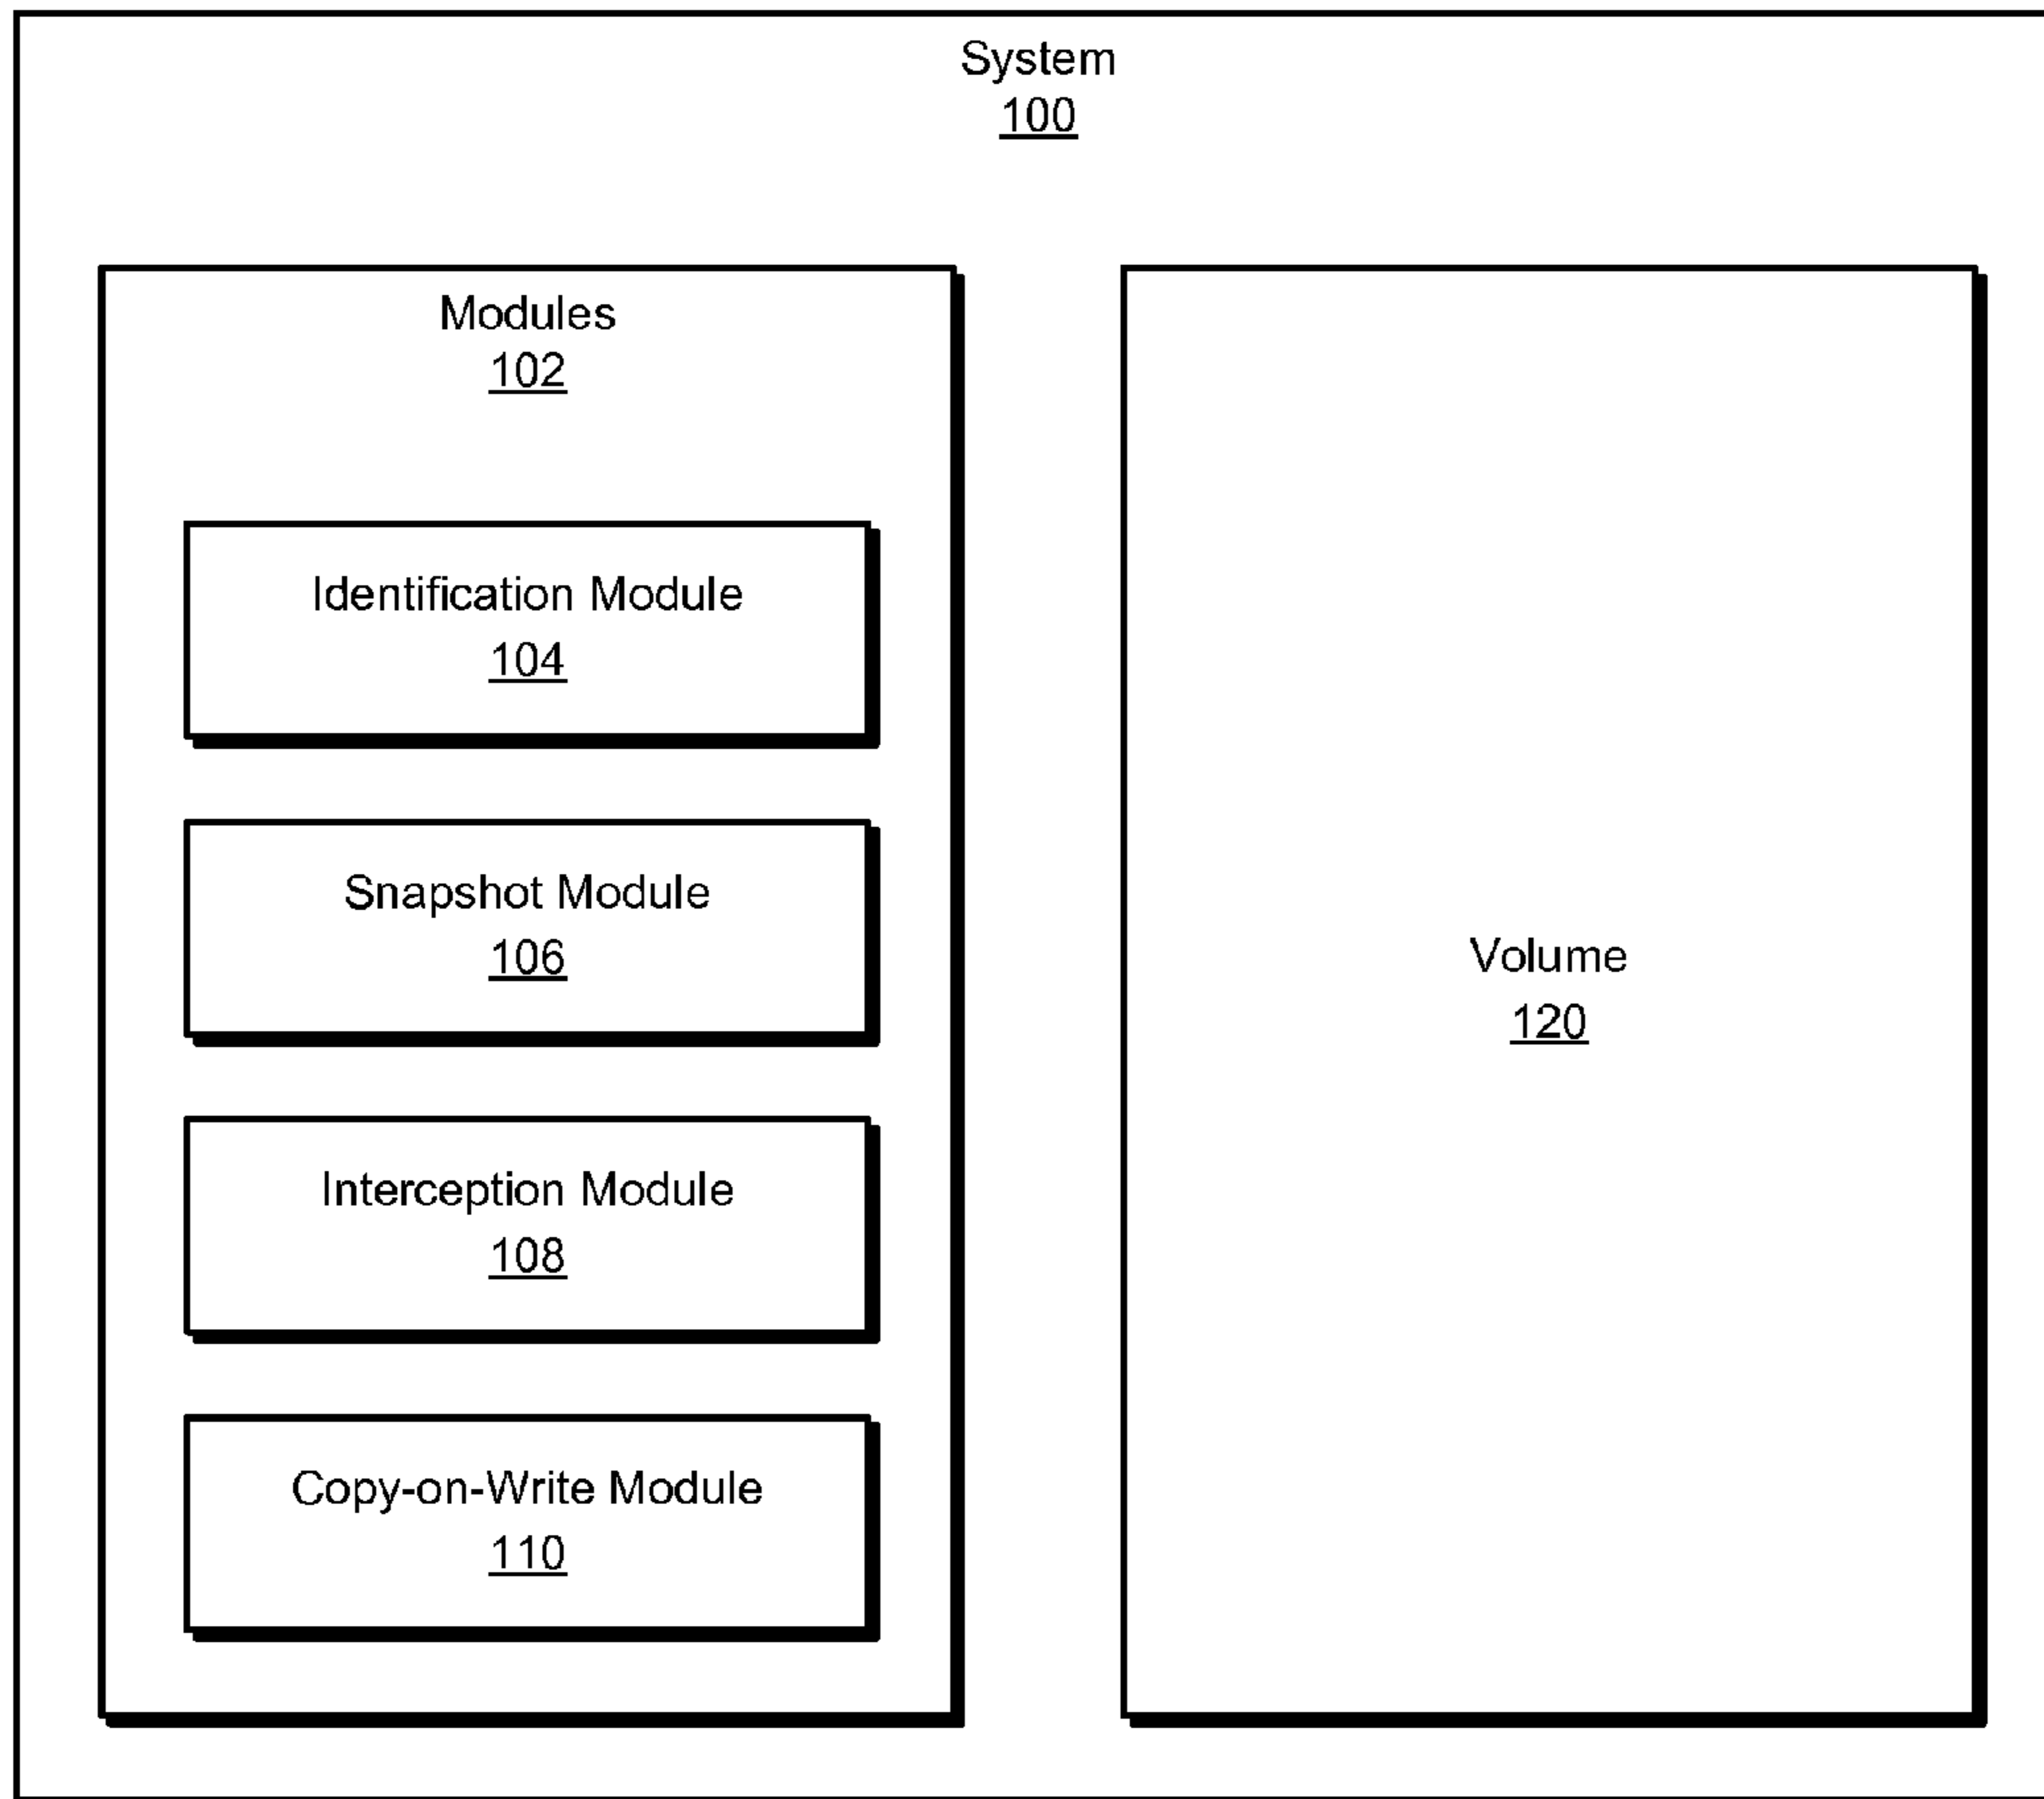 System
100
Modules
102
Identification Module
104
Snapshot Module
106
Interception Module
108
Copy-on-Write Module
110
Volume
120